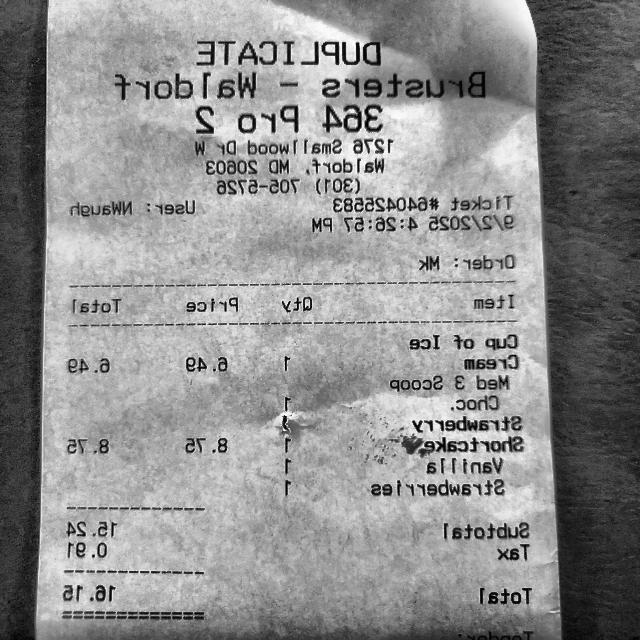 DUPLICATE
Brusters - Waldorf
364 Pro 2
1276 Smallwood Dr W
Waldorf, MD 20603
(301) 705-5726
Ticket #640425583 User: NWaugh
9/2/2025 4:26:57 PM
Order: MK
Item Qty Price Total
Cup of Ice
Cream 1 6.49 6.49
Med 3 Scoop
Choc. 1
Strawberry
Shortcake 1 8.75 8.75
Vanilla 1
Strawberries 1
Subtotal 15.24
Tax 0.91
Total 16.15